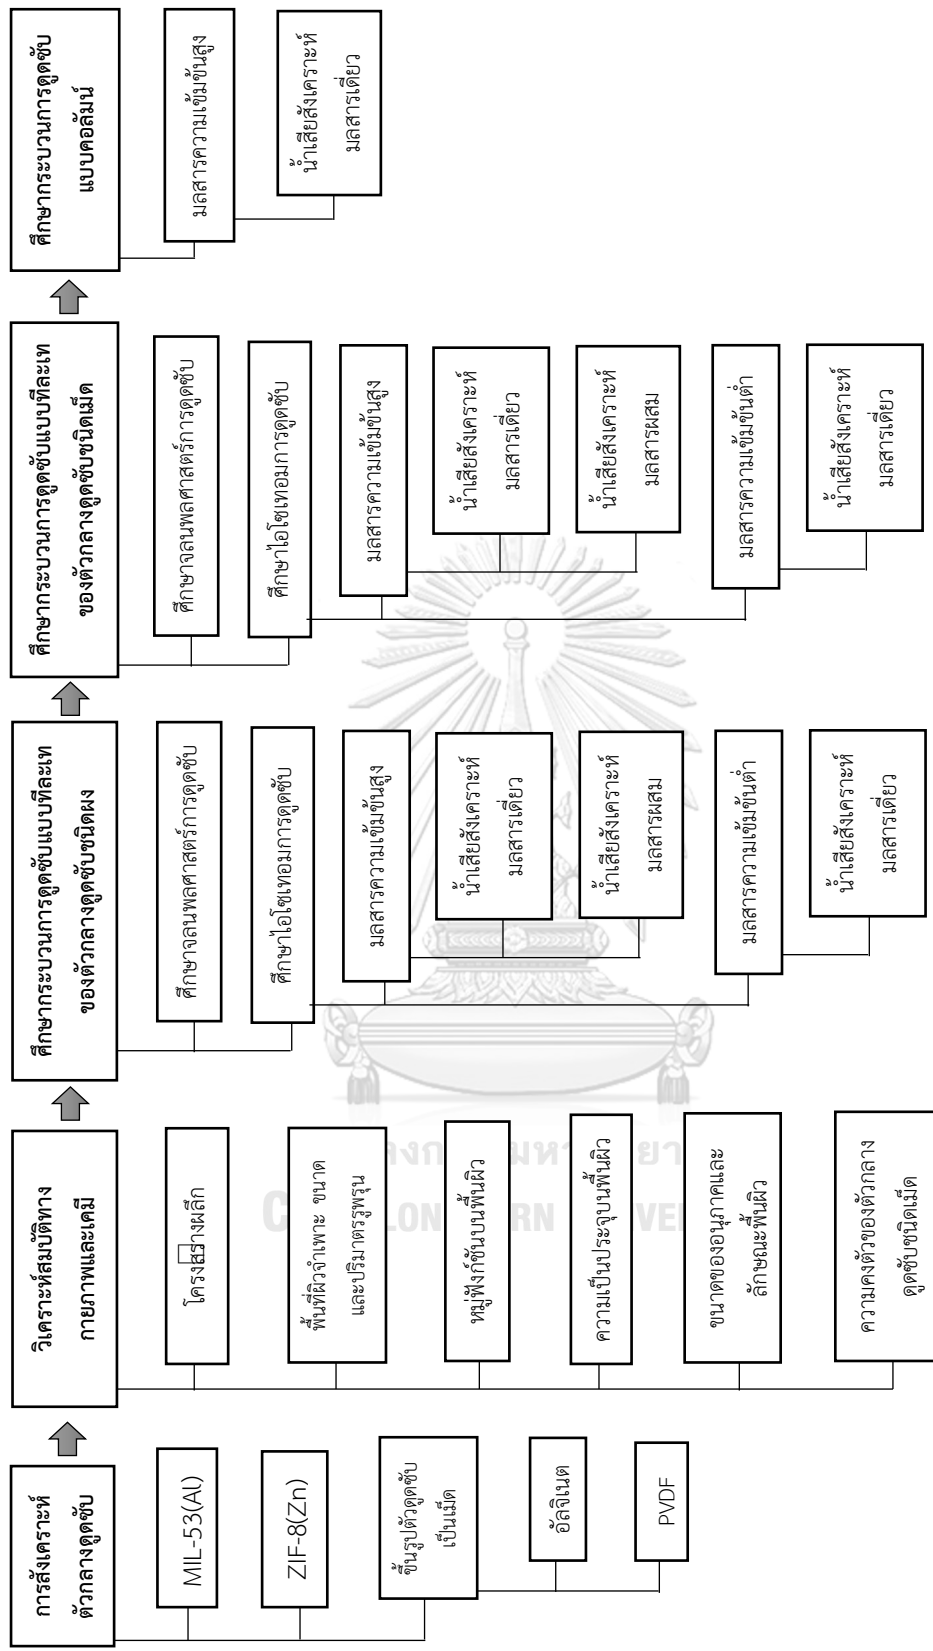 การสังเคราะห์
ตัวกลางดูดซับ
MIL-53(Al)
ZIF-8(Zn)
ขึ้นรูปตัวดูดซับ
เป็นเม็ด
อัลจิเนต
PVDF
วิเคราะห์สมบัติทาง
กายภาพและเคมี
โครงสร้างผลึก
พื้นที่ผิวจำเพาะ ขนาด
และปริมาตรรูพรุน
หมู่ฟังก์ชันบนพื้นผิว
ความเป็นประจุบนพื้นผิว
ขนาดของอนุภาคและ
ลักษณะพื้นผิว
ความคงตัวของตัวกลาง
ดูดซับชนิดเม็ด
ศึกษากระบวนการดูดซับแบบทีละเท
ของตัวกลางดูดซับชนิดผง
ศึกษาจลนพลศาสตร์การดูดซับ
ศึกษาไอโซเทอมการดูดซับ
มลสารความเข้มข้นสูง
น้ำเสียสังเคราะห์
มลสารเดี่ยว
น้ำเสียสังเคราะห์
มลสารผสม
มลสารความเข้มข้นต่ำ
น้ำเสียสังเคราะห์
มลสารเดี่ยว
ศึกษากระบวนการดูดซับแบบทีละเท
ของตัวกลางดูดซับชนิดเม็ด
ศึกษาจลนพลศาสตร์การดูดซับ
ศึกษาไอโซเทอมการดูดซับ
มลสารความเข้มข้นสูง
น้ำเสียสังเคราะห์
มลสารเดี่ยว
น้ำเสียสังเคราะห์
มลสารผสม
มลสารความเข้มข้นต่ำ
น้ำเสียสังเคราะห์
มลสารเดี่ยว
ศึกษากระบวนการดูดซับ
แบบคอลัมน์
มลสารความเข้มข้นสูง
น้ำเสียสังเคราะห์
มลสารเดี่ยว